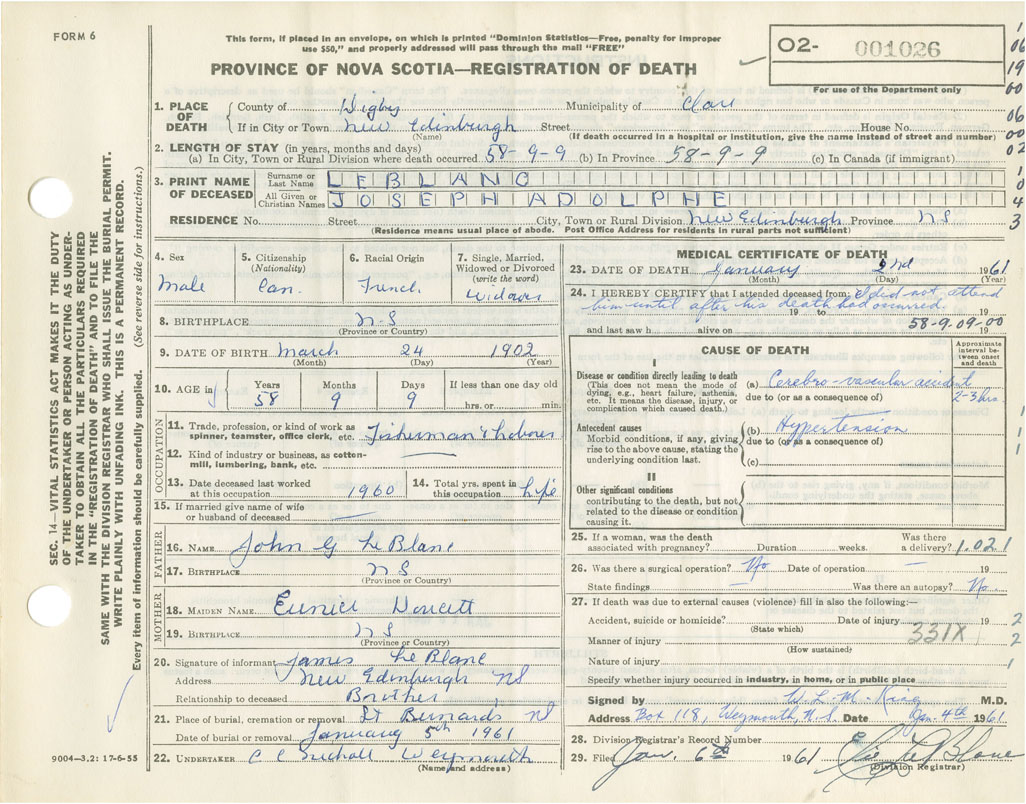 FORM 6
This form, if placed in an envelope, on which is printed "Dominion Statistics—Free, penalty for improper
use $50," and properly addressed will pass through the mail "FREE"
PROVINCE OF NOVA SCOTIA—REGISTRATION OF DEATH
O2- 001026
For use of the Department only
1
06
19
00
06
00
02
1
0
4
3
1. PLACE OF DEATH
County of Digby Municipality of Clare
If in City or Town New Edinburgh Street House No.
(Name) (If death occurred in a hospital or institution, give the name instead of street and number)
2. LENGTH OF STAY (in years, months and days)
(a) In City, Town or Rural Division where death occurred 58-9-9 (b) In Province 58-9-9 (c) In Canada (if immigrant)
3. PRINT NAME OF DECEASED
Surname or Last Name LEBLANC
All Given or Christian Names JOSEPH ADOLPHE
RESIDENCE No. Street City, Town or Rural Division New Edinburgh Province N S
(Residence means usual place of abode. Post Office Address for residents in rural parts not sufficient)
4. Sex
Male
5. Citizenship
(Nationality)
Can.
6. Racial Origin
French
7. Single, Married,
Widowed or Divorced
(write the word)
Widower
8. BIRTHPLACE N-S
(Province or Country)
9. DATE OF BIRTH March 24 1902
(Month) (Day) (Year)
10. AGE in
Years Months Days If less than one day old
58 9 9 hrs. or min.
OCCUPATION
11. Trade, profession, or kind of work as
spinner, teamster, office clerk, etc. Fisherman & Laborer
12. Kind of industry or business, as cotton-
mill, lumbering, bank, etc.
13. Date deceased last worked
at this occupation 1960
14. Total yrs. spent in
this occupation Life
15. If married give name of wife
or husband of deceased
FATHER
16. NAME John G Le Blanc
17. BIRTHPLACE N S
(Province or Country)
MOTHER
18. MAIDEN NAME Eunice Doucett
19. BIRTHPLACE N S
(Province or Country)
20. Signature of informant James Le Blanc
Address New Edinburgh NS
Relationship to deceased Brother
21. Place of burial, cremation or removal St Bernards NS
Date of burial or removal January 5th 1961
22. UNDERTAKER C C Weymouth
(Name and address)
9004—3.2: 17-6-55
MEDICAL CERTIFICATE OF DEATH
23. DATE OF DEATH January 2nd 1961
(Month) (Day) (Year)
24. I HEREBY CERTIFY that I attended deceased from: I did not attend
him until after his death had occurred
19 to 19
58-9.09-00
and last saw h alive on 19
CAUSE OF DEATH
Approximate
interval between
onset
and death
I
Disease or condition directly leading to death
(This does not mean the mode of
dying, e.g., heart failure, asthenia,
etc. It means the disease, injury, or
complication which caused death.)
(a) Cerebro-vascular accident
2-3 hrs
due to (or as a consequence of)
Antecedent causes
Morbid conditions, if any, giving
rise to the above cause, stating the
underlying condition last.
(b) Hypertension
due to (or as a consequence of)
(c)
1
1
1
II
Other significant conditions
contributing to the death, but not
related to the disease or condition
causing it.
25. If a woman, was the death
associated with pregnancy? Duration weeks. Was there
a delivery? 1.021
26. Was there a surgical operation? No Date of operation 19
State findings Was there an autopsy? No
27. If death was due to external causes (violence) fill in also the following:—
Accident, suicide or homicide? Date of injury 19 2
(State which)
331X
Manner of injury 2
(How sustained)
Nature of injury 1
Specify whether injury occurred in industry, in home, or in public place
Signed by W. L. M. King M.D.
Address Box 118, Weymouth, N.S. Date Jan. 4th 1961
28. Division Registrar's Record Number
29. Filed Jan. 6th 1961
(Division Registrar)
SEC. 14—VITAL STATISTICS ACT MAKES IT THE DUTY
OF THE UNDERTAKER OR PERSON ACTING AS UNDER-
TAKER TO OBTAIN ALL THE PARTICULARS REQUIRED
IN THE "REGISTRATION OF DEATH" AND TO FILE THE
SAME WITH THE DIVISION REGISTRAR WHO SHALL ISSUE THE BURIAL PERMIT.
WRITE PLAINLY WITH UNFADING INK. THIS IS A PERMANENT RECORD.
Every item of information should be carefully supplied. (See reverse side for instructions.)